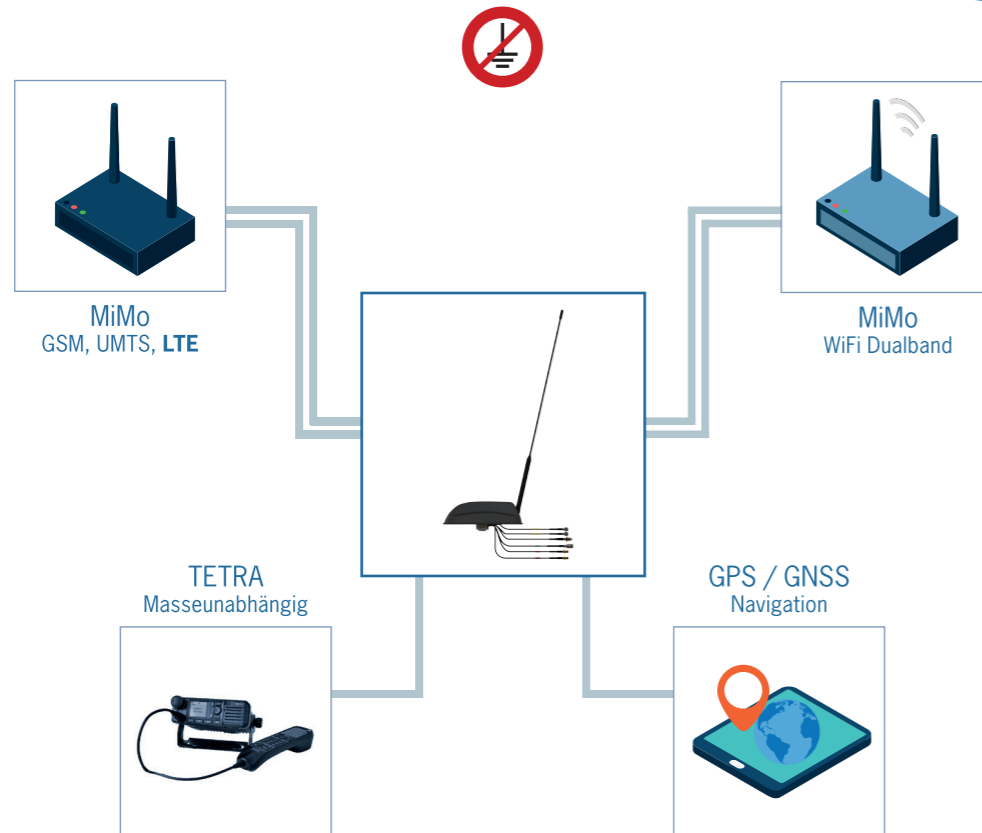 MiMo
GSM, UMTS, LTE
MiMo
WiFi Dualband
TETRA
Masseunabhängig
GPS / GNSS
Navigation